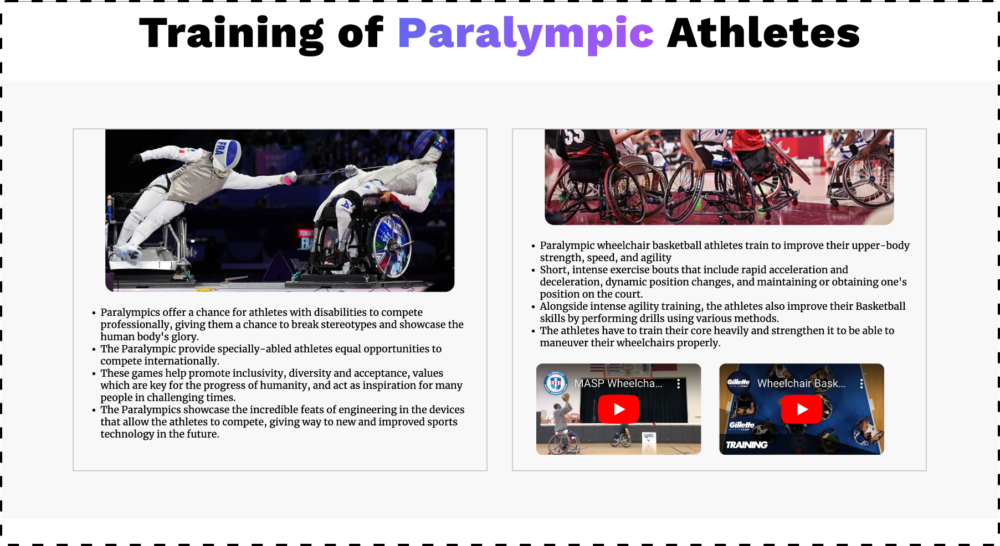 Training of Paralympic Athletes
FRA
ITA
ITA
TOK
FRA
Paralympics offer a chance for athletes with disabilities to compete
professionally, giving them a chance to break stereotypes and showcase the
human body's glory.
The Paralympic provide specially-abled athletes equal opportunities to
compete internationally.
These games help promote inclusivity, diversity and acceptance, values
which are key for the progress of humanity, and act as inspiration for many
people in challenging times.
The Paralympics showcase the incredible feats of engineering in the devices
that allow the athletes to compete, giving way to new and improved sports
technology in the future.
55
Paralympic wheelchair basketball athletes train to improve their upper-body
strength, speed, and agility
Short, intense exercise bouts that include rapid acceleration and
deceleration, dynamic position changes, and maintaining or obtaining one's
position on the court.
Alongside intense agility training, the athletes also improve their Basketball
skills by performing drills using various methods.
The athletes have to train their core heavily and strengthen it to be able to
maneuver their wheelchairs properly.
MASP Wheelcha...
Gillette
WORLD SPORT
Wheelchair Bask...
Gillette
WORLD SPORT
TRAINING